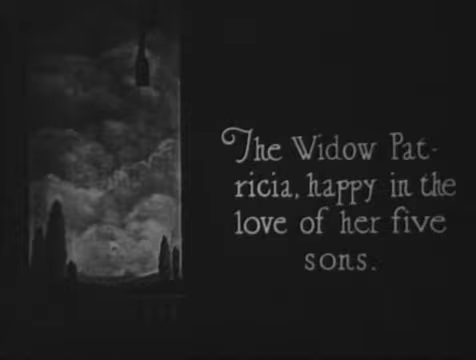 The Widow Pat-
ricia, happy in the
love of her five
sons.